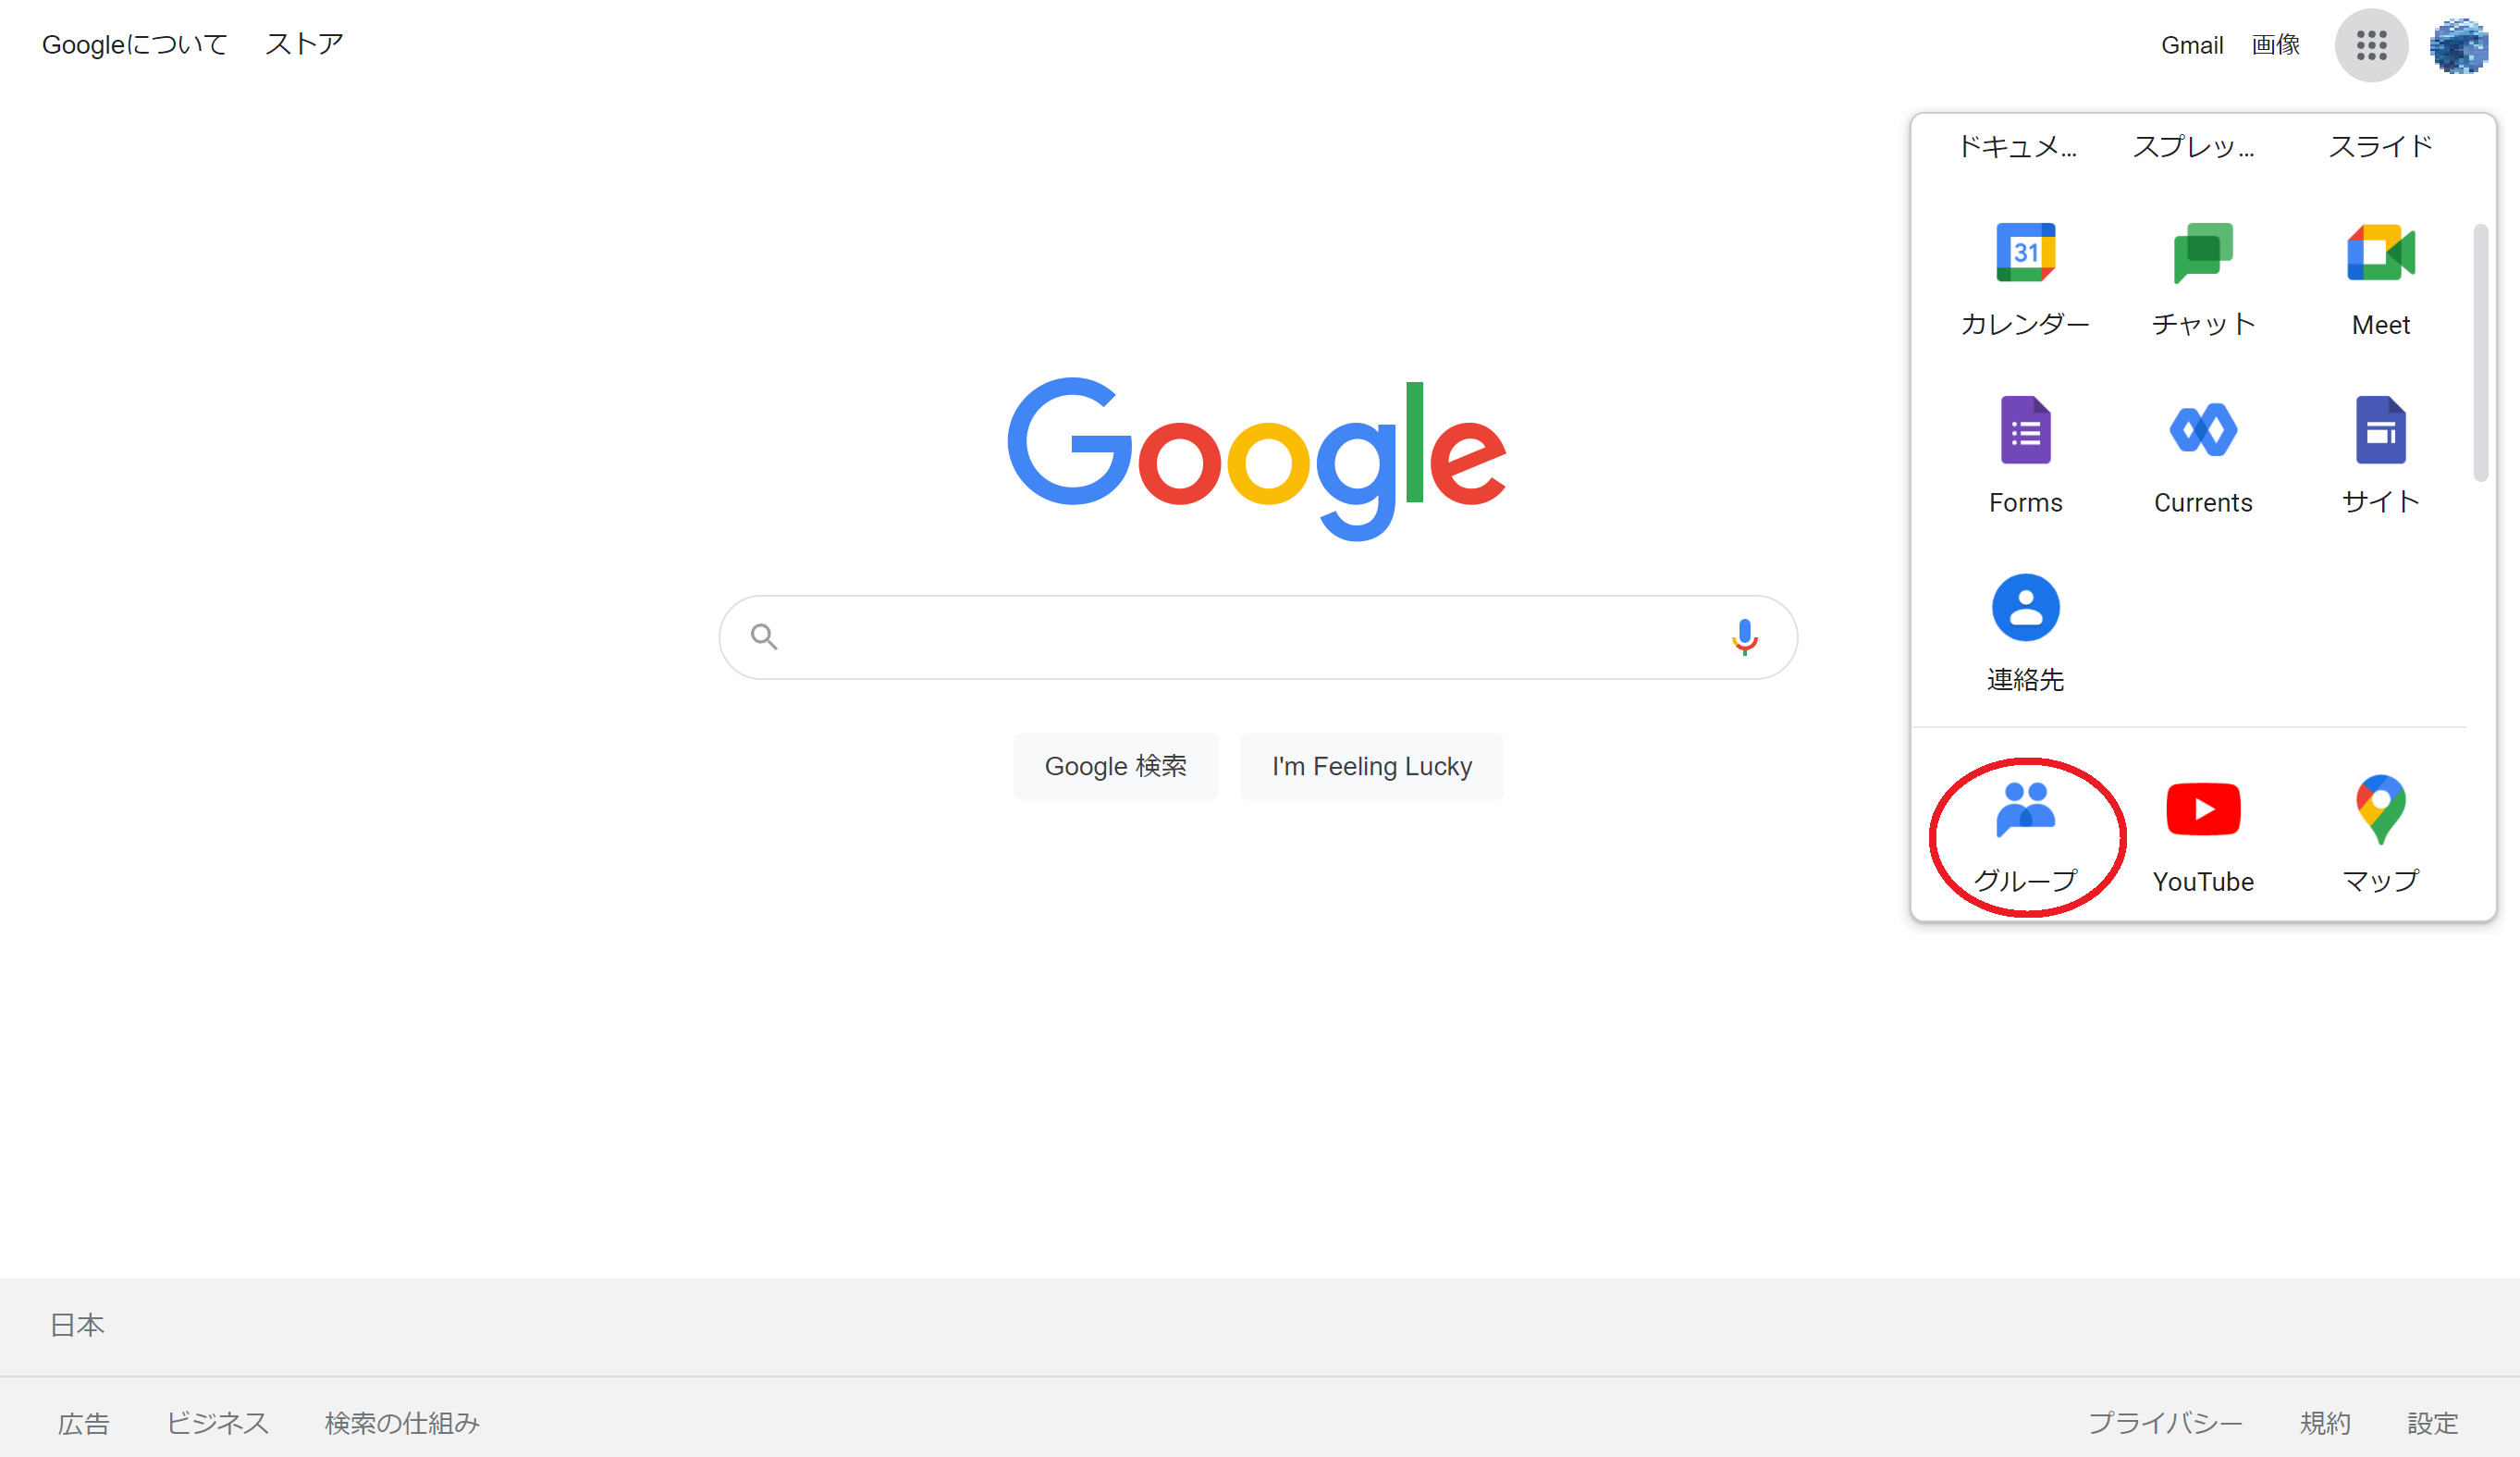 Googleについて ストア
Gmail 画像
ドキュメ... スプレッ... スライド
31
カレンダー チャット Meet
Forms Currents サイト
連絡先
グループ YouTube マップ
Google
Google 検索 I'm Feeling Lucky
日本
広告 ビジネス 検索の仕組み プライバシー 規約 設定